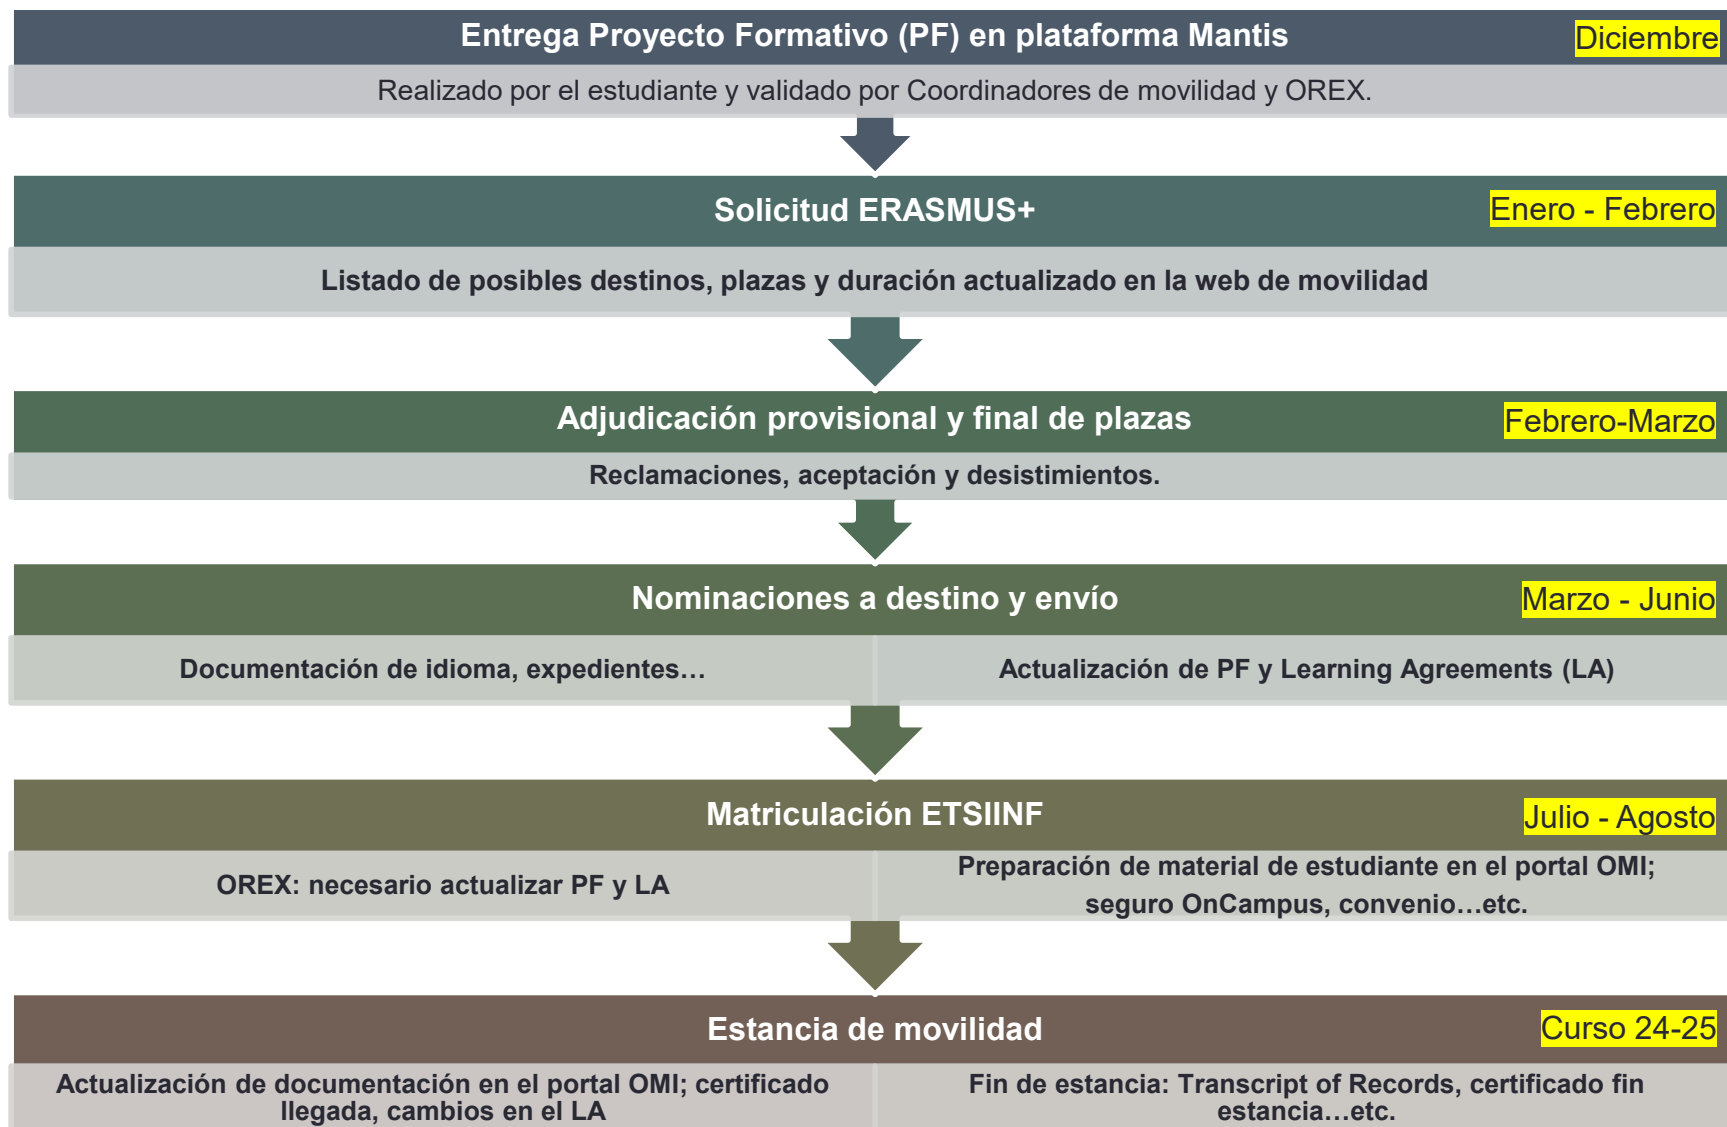 Entrega Proyecto Formativo (PF) en plataforma Mantis
Diciembre
Realizado por el estudiante y validado por Coordinadores de movilidad y OREX.
Solicitud ERASMUS+
Enero - Febrero
Listado de posibles destinos, plazas y duración actualizado en la web de movilidad
Adjudicación provisional y final de plazas
Febrero-Marzo
Reclamaciones, aceptación y desistimientos.
Nominaciones a destino y envío
Marzo - Junio
Documentación de idioma, expedientes…
Actualización de PF y Learning Agreements (LA)
Matriculación ETSIINF
Julio - Agosto
OREX: necesario actualizar PF y LA
Preparación de material de estudiante en el portal OMI;
seguro OnCampus, convenio…etc.
Estancia de movilidad
Curso 24-25
Actualización de documentación en el portal OMI; certificado
llegada, cambios en el LA
Fin de estancia: Transcript of Records, certificado fin
estancia…etc.